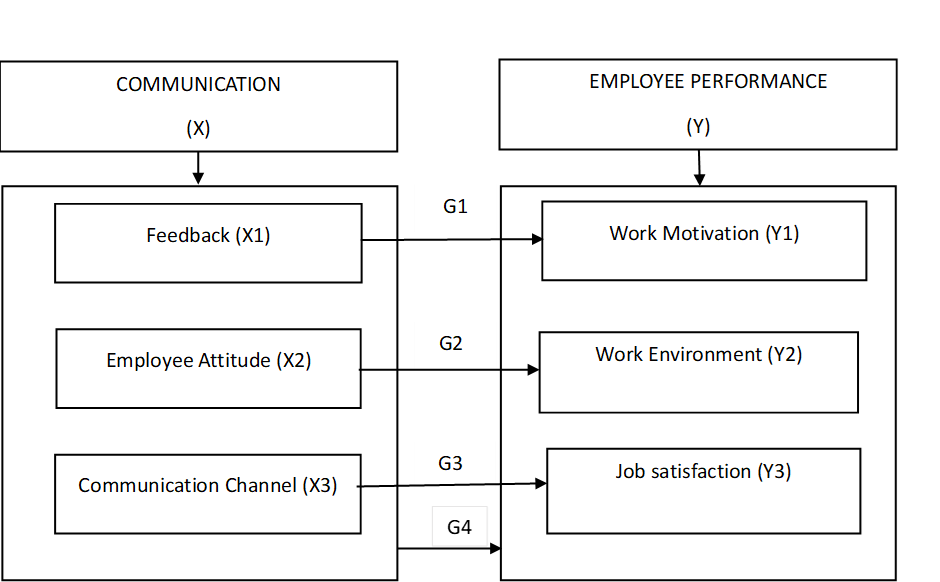 COMMUNICATION
(X)
EMPLOYEE PERFORMANCE
(Y)
G1
Feedback (X1)
Work Motivation (Y1)
G2
Employee Attitude (X2)
Work Environment (Y2)
G3
Communication Channel (X3)
Job satisfaction (Y3)
G4